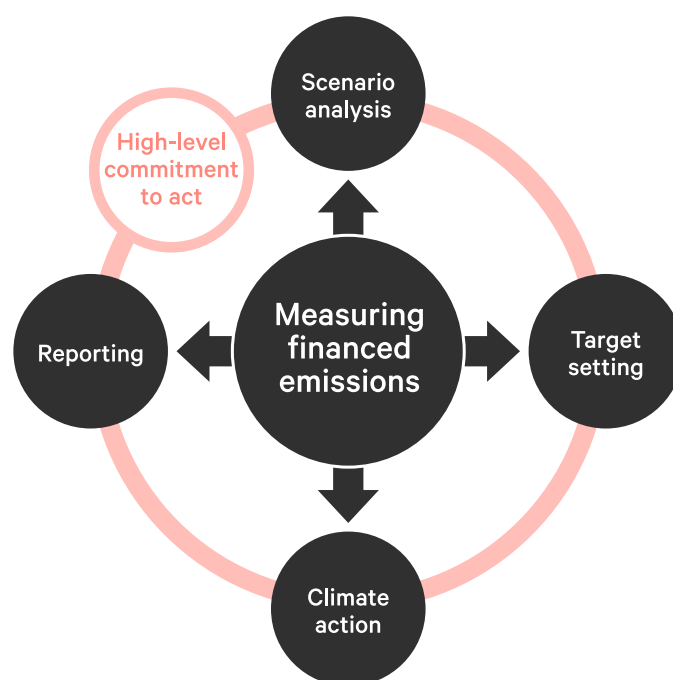 Scenario
analysis
High-level
commitment
to act
Measuring
financed
emissions
Reporting
Target
setting
Climate
action